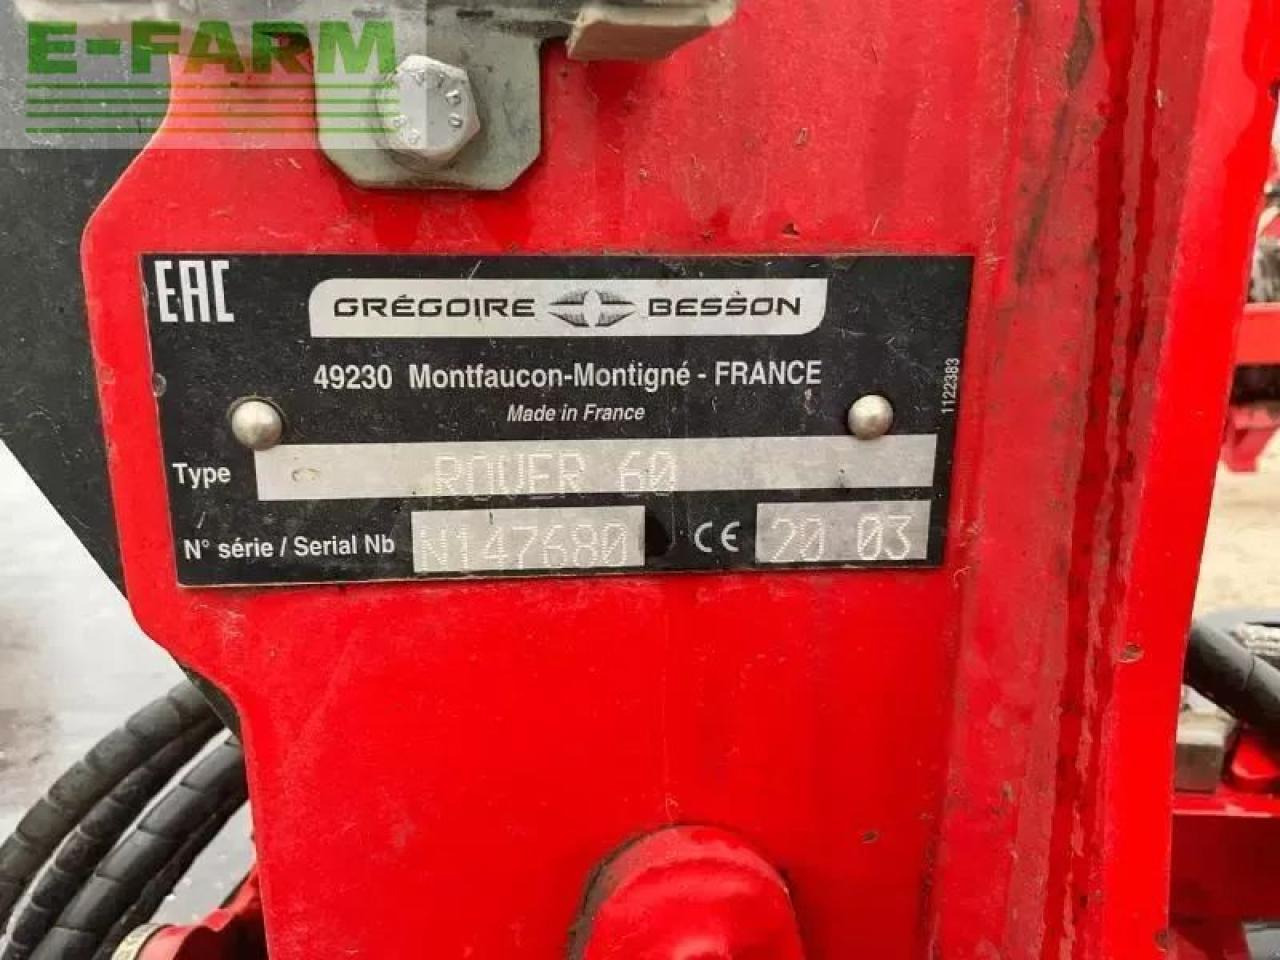 E-FARM
EAC
GRÉGOIRE BESSON
49230 Montfaucon-Montigné - FRANCE
Made in France
1122383
Type ROVER 60
N° série / Serial Nb N147680 CE 20 03